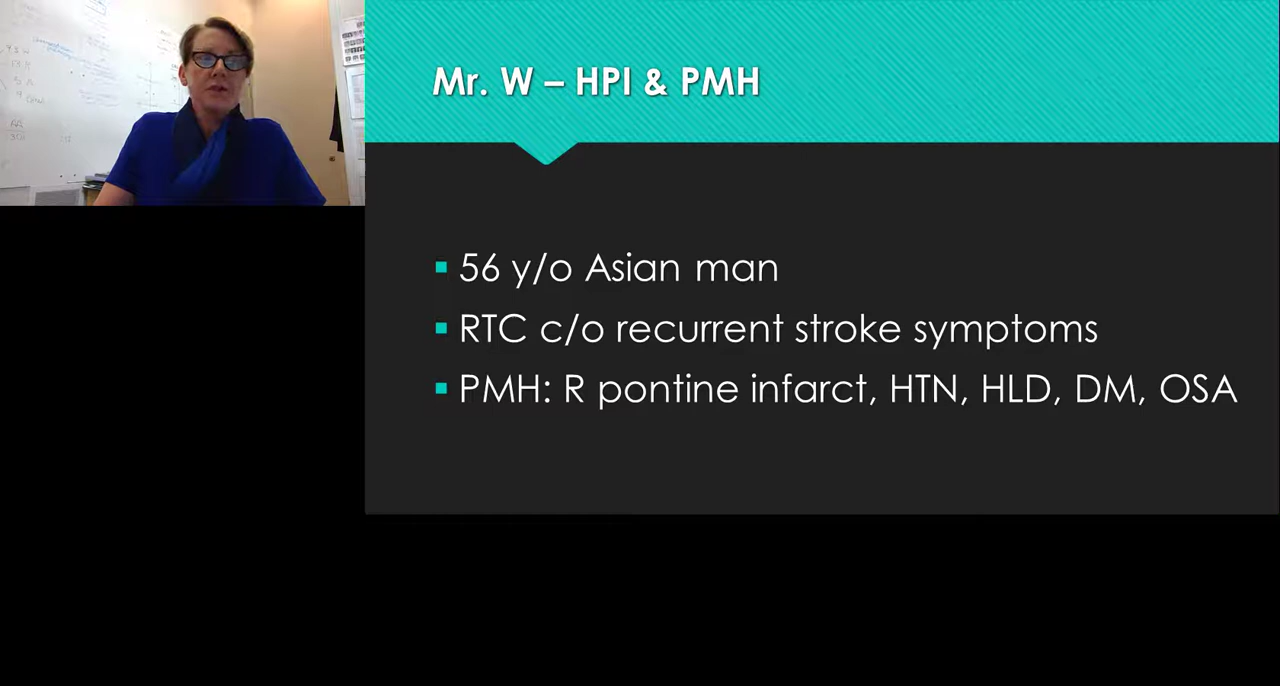 Mr. W – HPI & PMH
56 y/o Asian man
RTC c/o recurrent stroke symptoms
PMH: R pontine infarct, HTN, HLD, DM, OSA